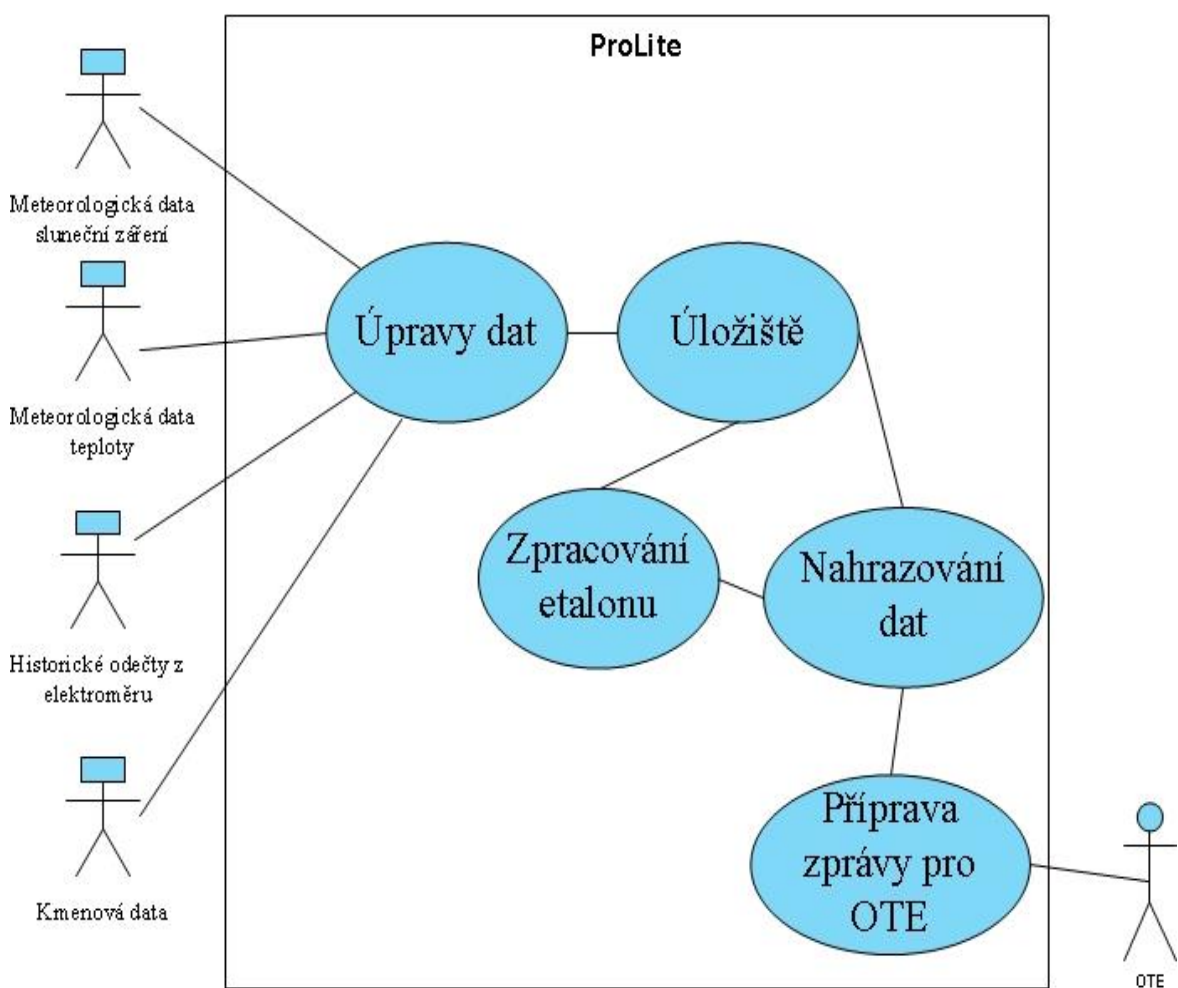 ProLite
Meteorologická data
sluneční záření
Úpravy dat
Úložiště
Meteorologická data
teploty
Zpracování
etalonu
Nahrazování
dat
Historické odečty z
elektroměru
Příprava
zprávy pro
OTE
Kmenová data
OTE